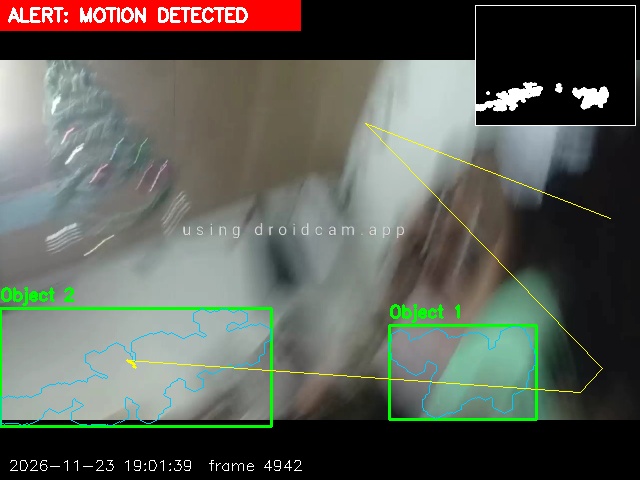 ALERT: MOTION DETECTED
using droidcam.app
Object 2
Object 1
2026-11-23 19:01:39 frame 4942